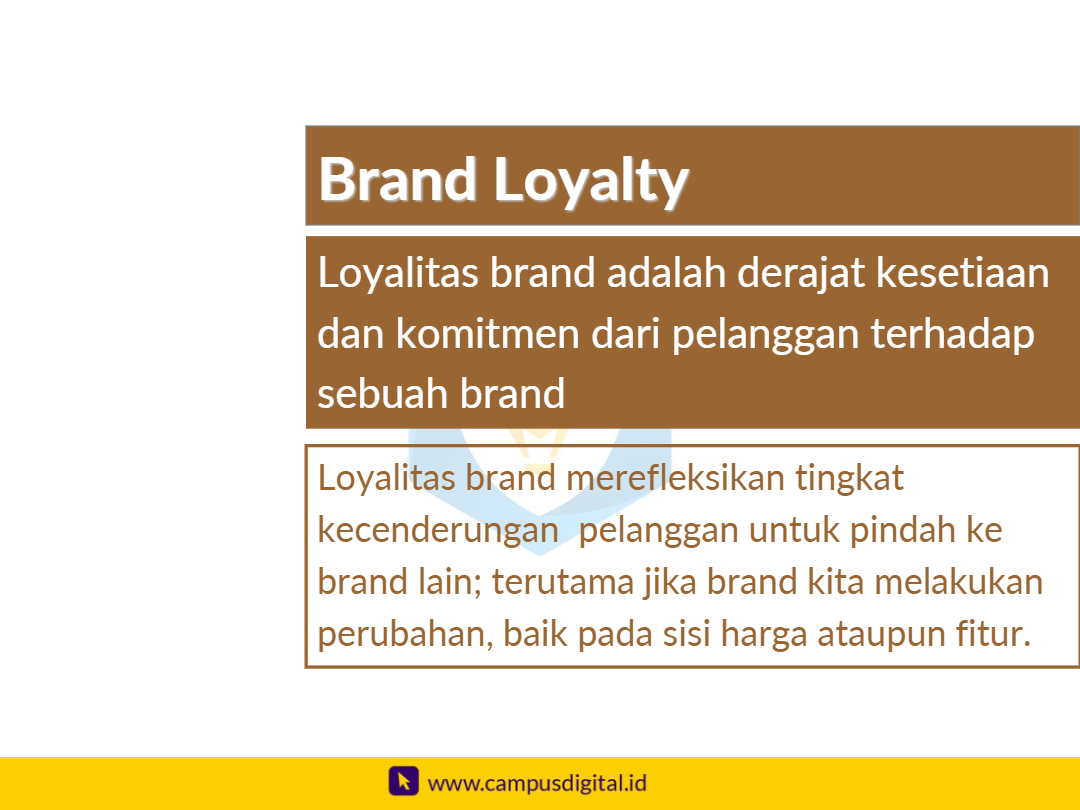 Brand Loyalty
Loyalitas brand adalah derajat kesetiaan
dan komitmen dari pelanggan terhadap
sebuah brand
Loyalitas brand merefleksikan tingkat
kecenderungan  pelanggan untuk pindah ke
brand lain; terutama jika brand kita melakukan
perubahan, baik pada sisi harga ataupun fitur.
www.campusdigital.id